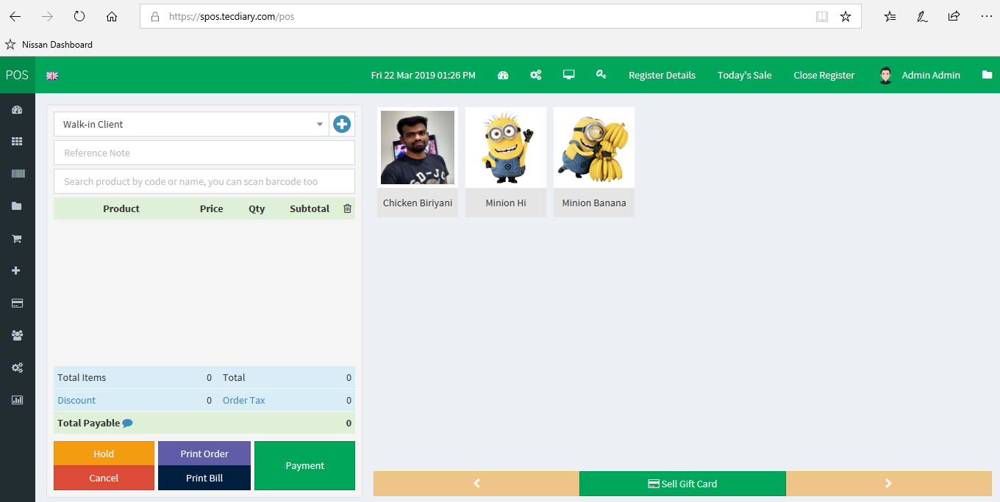 https://spos.tecdiary.com/pos
Nissan Dashboard
POS
Fri 22 Mar 2019 01:26 PM
Register Details
Today's Sale
Close Register
Admin Admin
Walk-in Client
Reference Note
Search product by code or name, you can scan barcode too
Product Price Qty Subtotal
Chicken Biriyani
Minion Hi
Minion Banana
Total Items 0 Total 0
Discount 0 Order Tax 0
Total Payable 0
Hold
Print Order
Payment
Cancel
Print Bill
Sell Gift Card